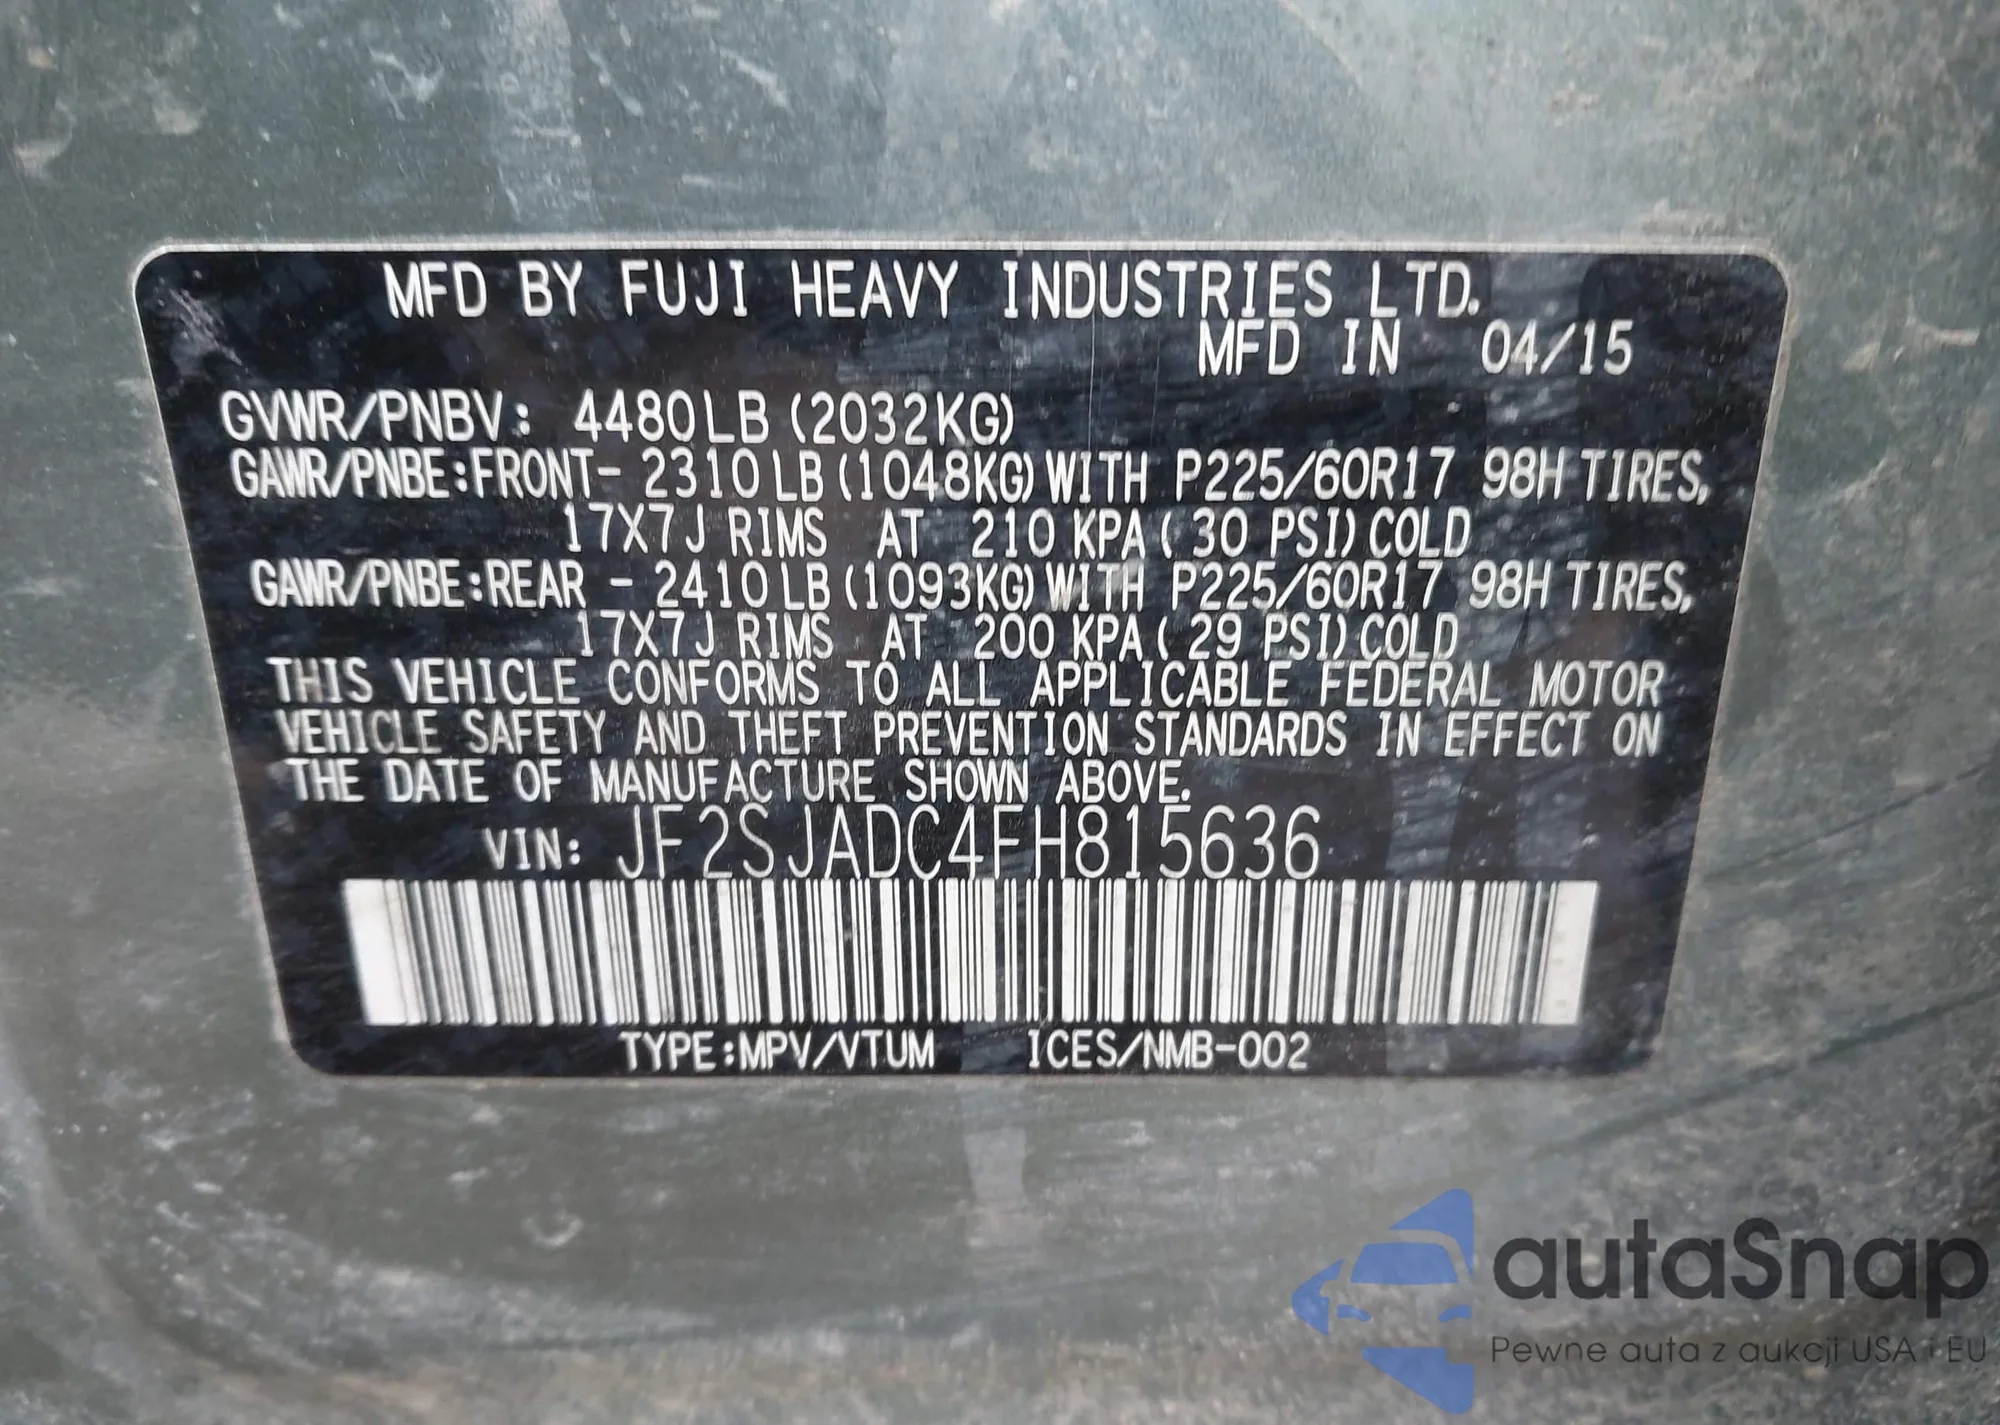 MFD BY FUJI HEAVY INDUSTRIES LTD.
MFD IN 04/15
GVWR/PNBV: 4480LB (2032KG)
GAWR/PNBE:FRONT- 2310LB(1048KG)WITH P225/60R17 98H TIRES,
17X7J RIMS AT 210 KPA( 30 PSI)COLD
GAWR/PNBE:REAR - 2410LB(1093KG)WITH P225/60R17 98H TIRES,
17X7J RIMS AT 200 KPA( 29 PSI)COLD
THIS VEHICLE CONFORMS TO ALL APPLICABLE FEDERAL MOTOR
VEHICLE SAFETY AND THEFT PREVENTION STANDARDS IN EFFECT ON
THE DATE OF MANUFACTURE SHOWN ABOVE.
VIN: JF2SJADC4FH815636
TYPE:MPV/VTUM ICES/NMB-002
autaSnap
Pewne auta z aukcji USA i EU